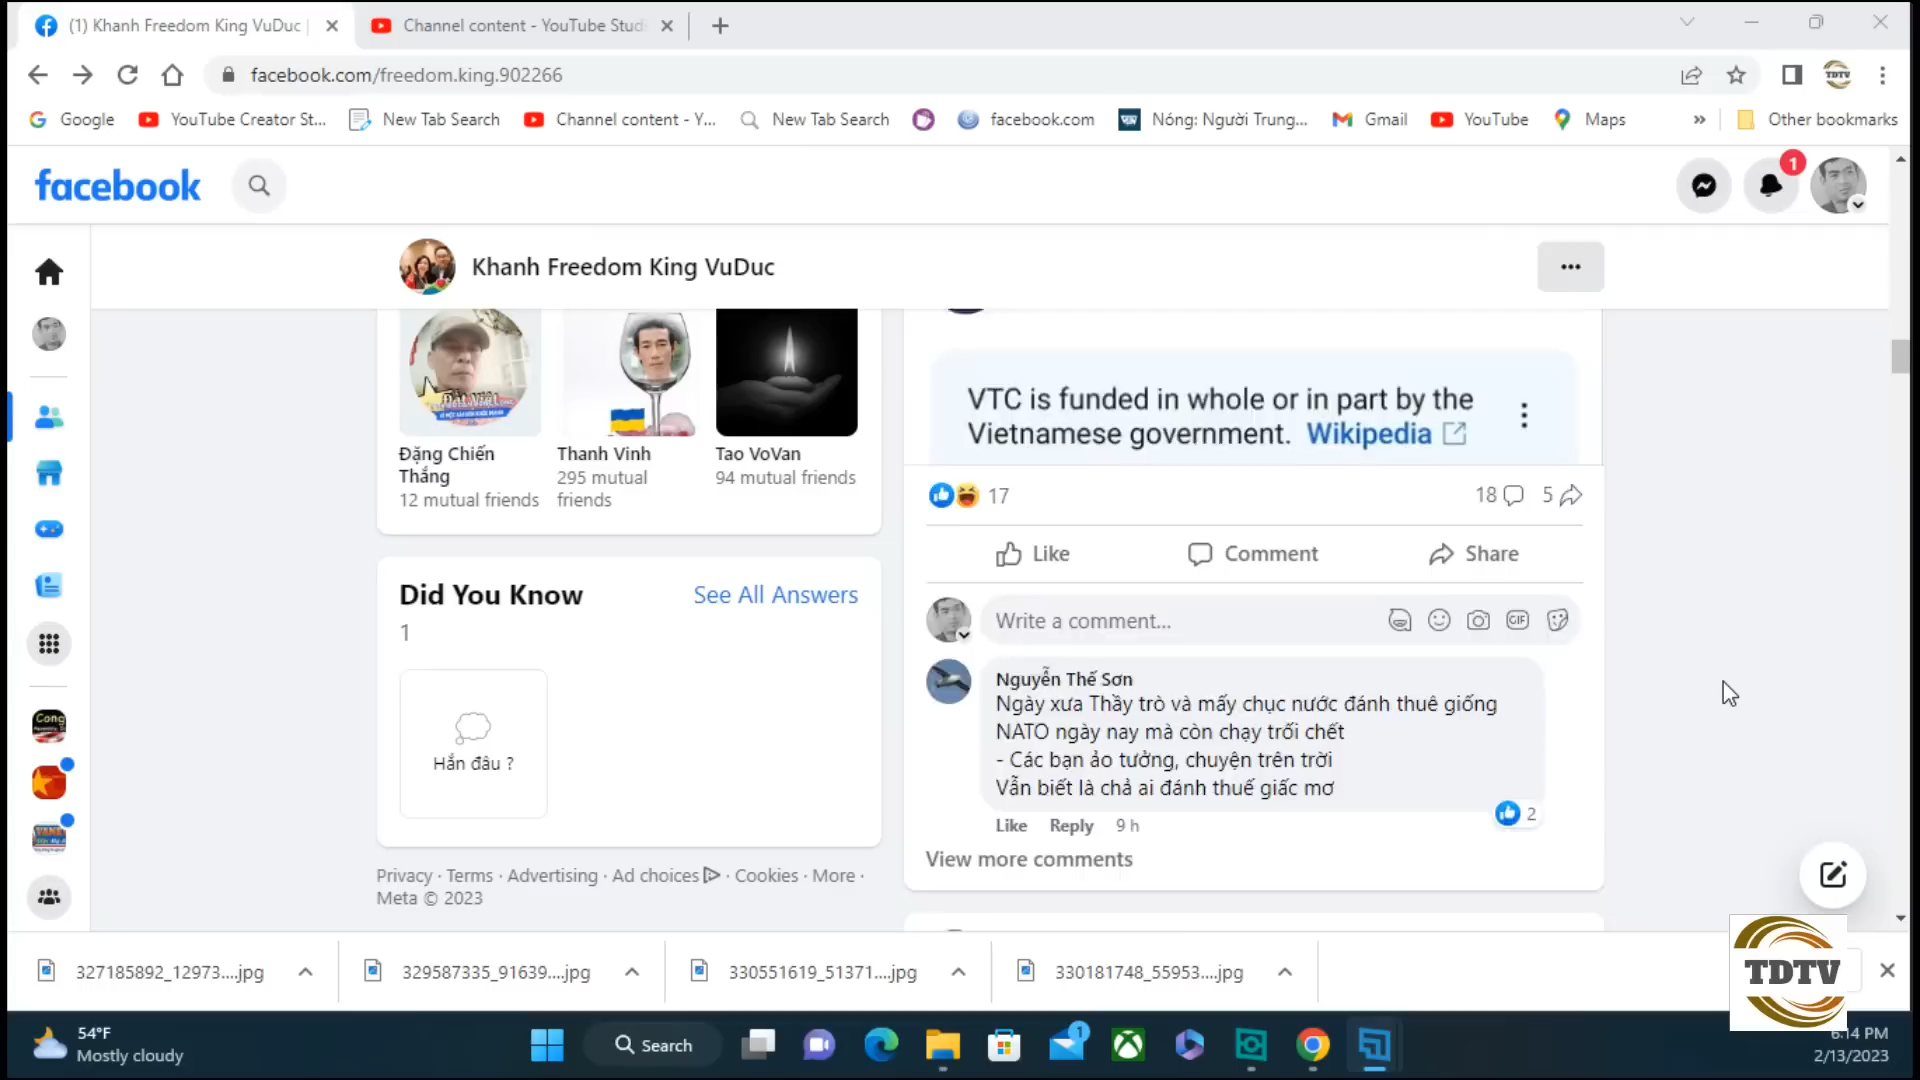 (1) Khanh Freedom King VuDuc
Channel content - YouTube Studi
facebook.com/freedom.king.902266
TDTV
Google
YouTube Creator St...
New Tab Search
Channel content - Y...
New Tab Search
facebook.com
Nóng: Người Trung...
Gmail
YouTube
Maps
Other bookmarks
facebook
1
Khanh Freedom King VuDuc
VTC is funded in whole or in part by the
Vietnamese government. Wikipedia
Đặng Chiến
Thắng
12 mutual friends
Thanh Vinh
295 mutual
friends
Tao VoVan
94 mutual friends
17
18
5
Like
Comment
Share
Did You Know
See All Answers
1
Hắn đâu ?
Write a comment...
GIF
Nguyễn Thế Sơn
Ngày xưa Thầy trò và mấy chục nước đánh thuê giống
NATO ngày nay mà còn chạy trối chết
- Các bạn ảo tưởng, chuyện trên trời
Vẫn biết là chả ai đánh thuế giấc mơ
2
Like Reply 9 h
View more comments
Privacy · Terms · Advertising · Ad choices · Cookies · More ·
Meta © 2023
Cong
327185892_12973....jpg
329587335_91639....jpg
330551619_51371....jpg
330181748_55953....jpg
TDTV
54°F
Mostly cloudy
Search
1
6:14 PM
2/13/2023